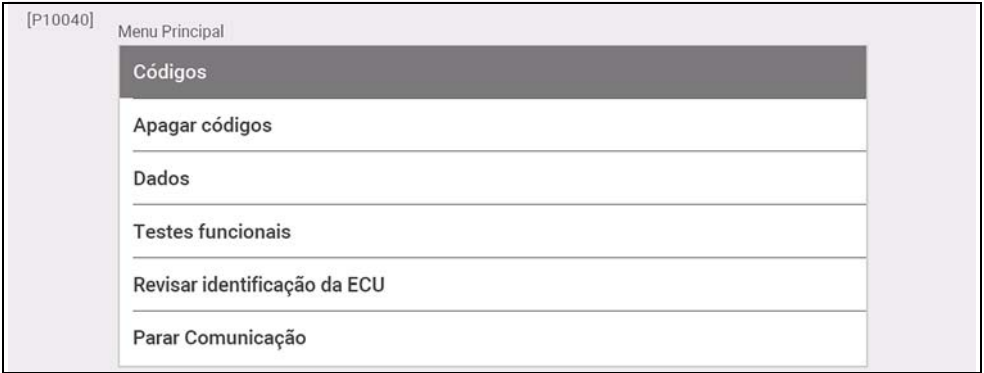 [P10040]
Menu Principal
Códigos
Apagar códigos
Dados
Testes funcionais
Revisar identificação da ECU
Parar Comunicação